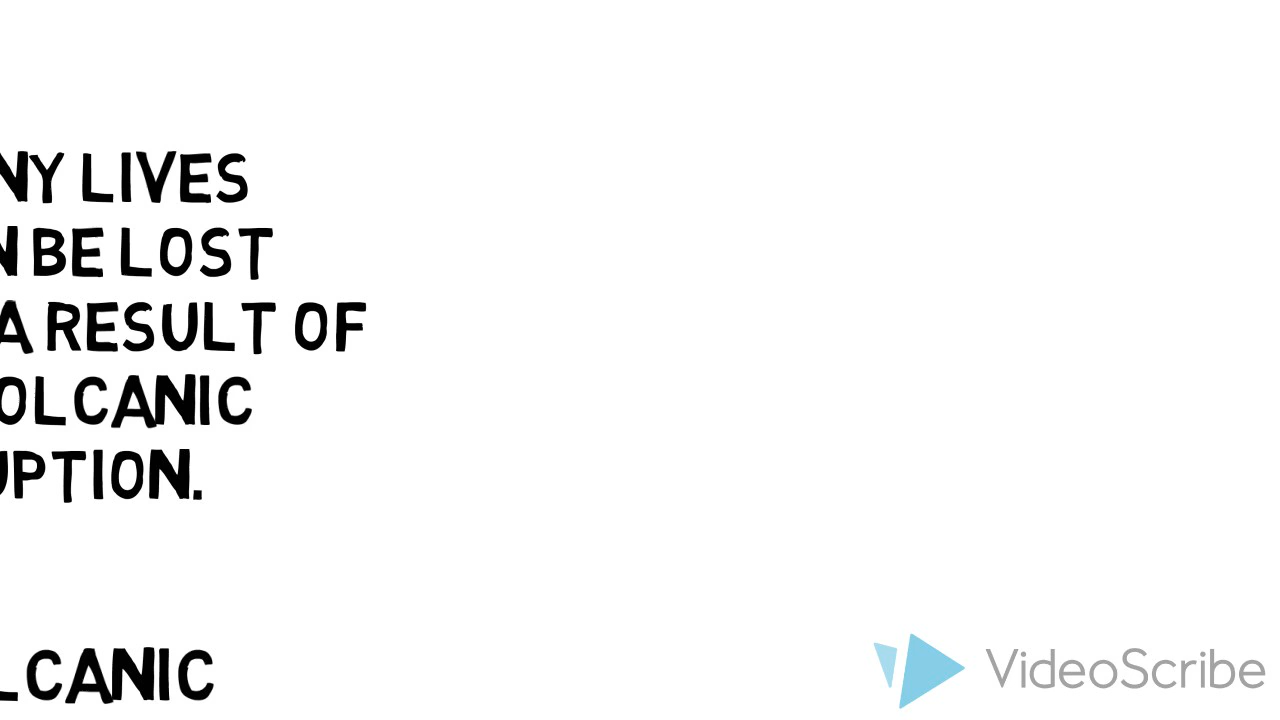 NY LIVES
N BE LOST
A RESULT OF
OLCANIC
UPTION.
LCANIC
VideoScribe